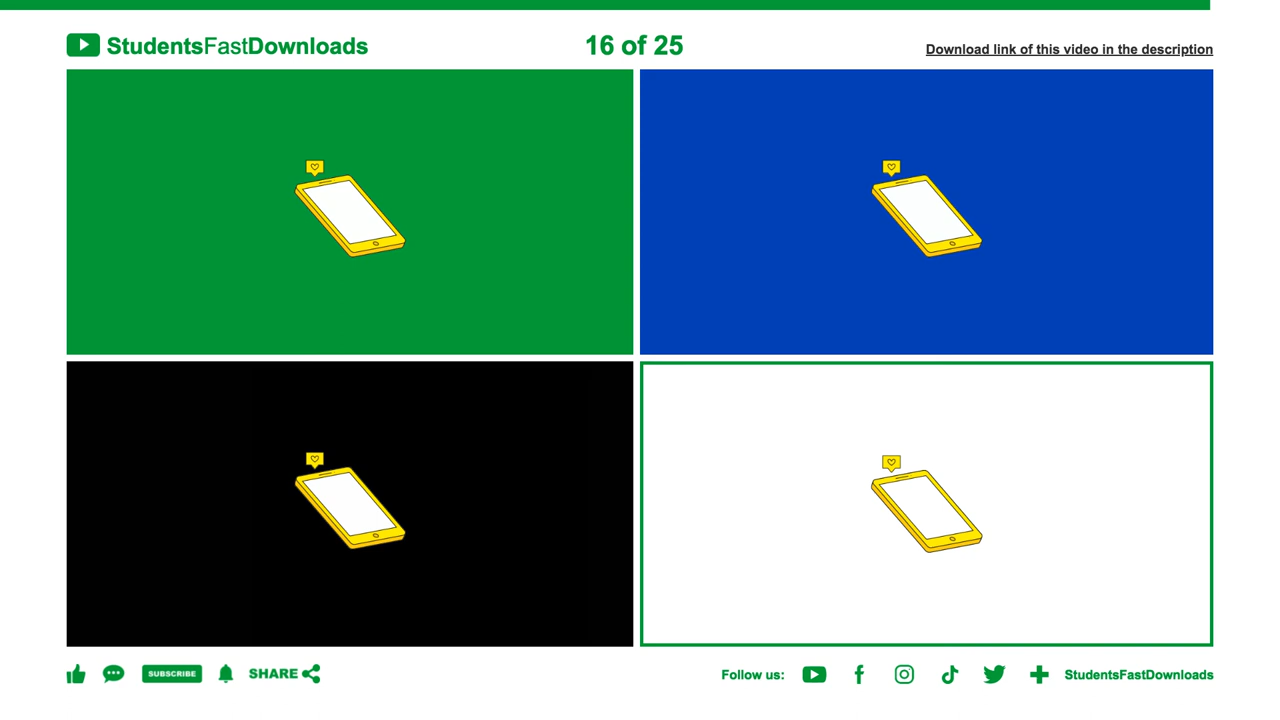 StudentsFastDownloads
16 of 25
Download link of this video in the description
SUBSCRIBE
SHARE
Follow us:
StudentsFastDownloads